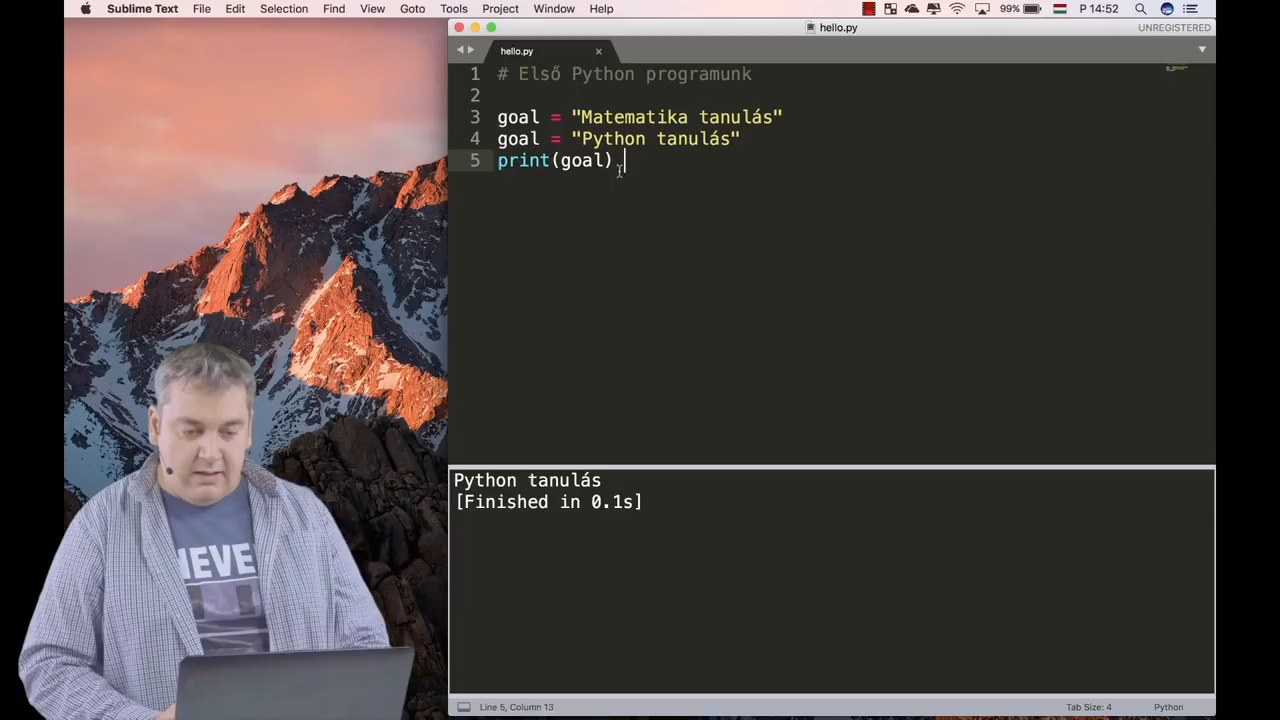 Sublime Text File Edit Selection Find View Goto Tools Project Window Help 99% P 14:52
hello.py UNREGISTERED
hello.py
1 # Első Python programunk
2
3 goal = "Matematika tanulás"
4 goal = "Python tanulás"
5 print(goal)
Python tanulás
[Finished in 0.1s]
NEVE
Line 5, Column 13 Tab Size: 4 Python